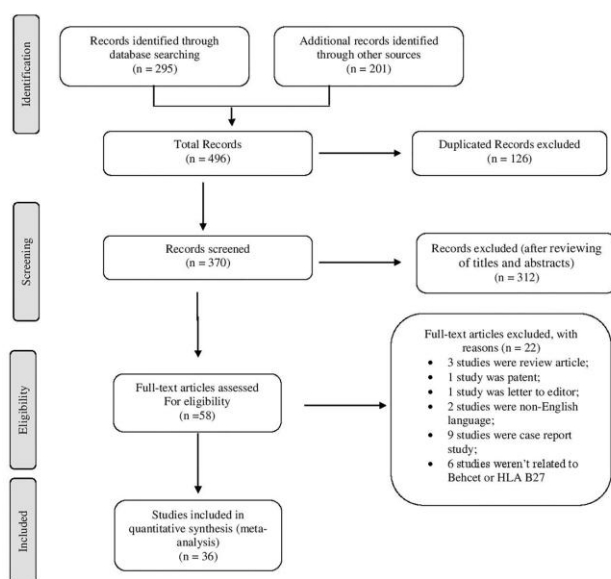 Identification
Records identified through
database searching
(n = 295)
Additional records identified
through other sources
(n = 201)
Total Records
(n = 496)
Duplicated Records excluded
(n = 126)
Screening
Records screened
(n = 370)
Records excluded (after reviewing
of titles and abstracts)
(n = 312)
Eligibility
Full-text articles assessed
For eligibility
(n =58)
Full-text articles excluded, with
reasons (n = 22)
• 3 studies were review article;
• 1 study was patent;
• 1 study was letter to editor;
• 2 studies were non-English
language;
• 9 studies were case report
study;
• 6 studies weren't related to
Behcet or HLA B27
Included
Studies included in
quantitative synthesis (meta-
analysis)
n = 36)